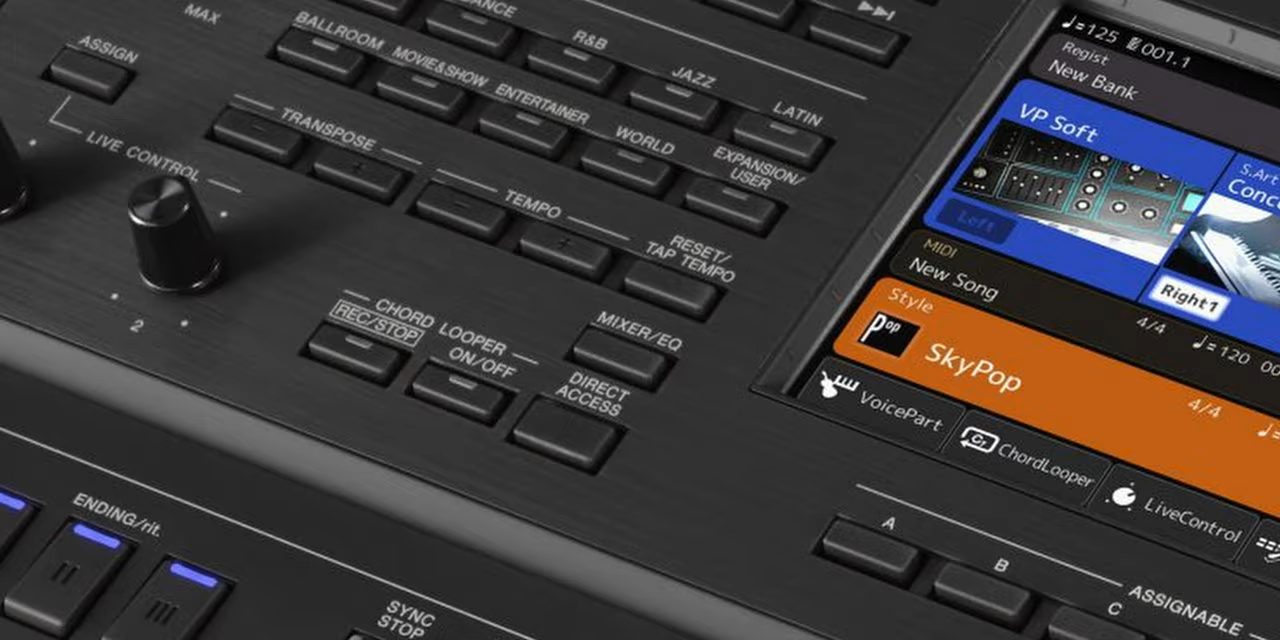 MAX
DANCE
BALLROOM
R&B
ASSIGN
MOVIE&SHOW
JAZZ
ENTERTAINER
LATIN
TRANSPOSE
-
+
WORLD
EXPANSION/
USER
LIVE CONTROL
TEMPO
-
+
RESET/
TAP TEMPO
2
CHORD LOOPER
REC/STOP
ON/OFF
MIXER/EQ
DIRECT
ACCESS
ENDING/rit.
II
III
SYNC
STOP
♩=125 001.1
Regist
New Bank
VP Soft
S.Art
Left
Right1
MIDI
New Song
4/4 ♩=120
Style
Pop
SkyPop
4/4
VoicePart
ChordLooper
LiveControl
A
B
C
ASSIGNABLE